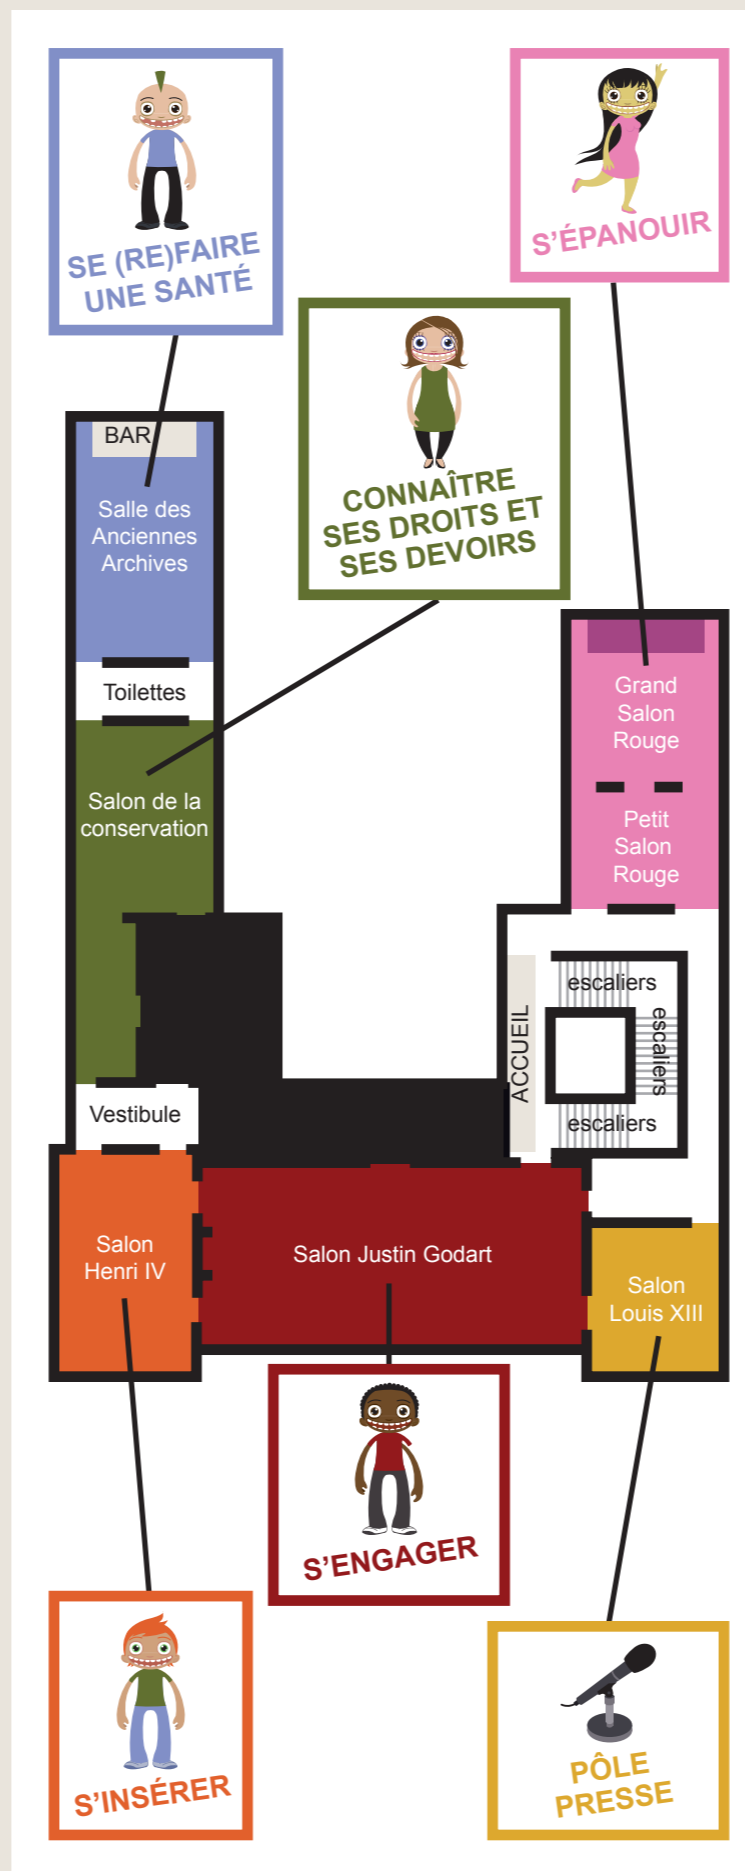 SE (RE)FAIRE
UNE SANTÉ
S'ÉPANOUIR
CONNAÎTRE
SES DROITS ET
SES DEVOIRS
BAR
Salle des
Anciennes
Archives
Toilettes
Salon de la
conservation
Grand
Salon
Rouge
Petit
Salon
Rouge
ACCUEIL
escaliers
escaliers
escaliers
Vestibule
Salon
Henri IV
Salon Justin Godart
Salon
Louis XIII
S'ENGAGER
S'INSÉRER
PÔLE
PRESSE